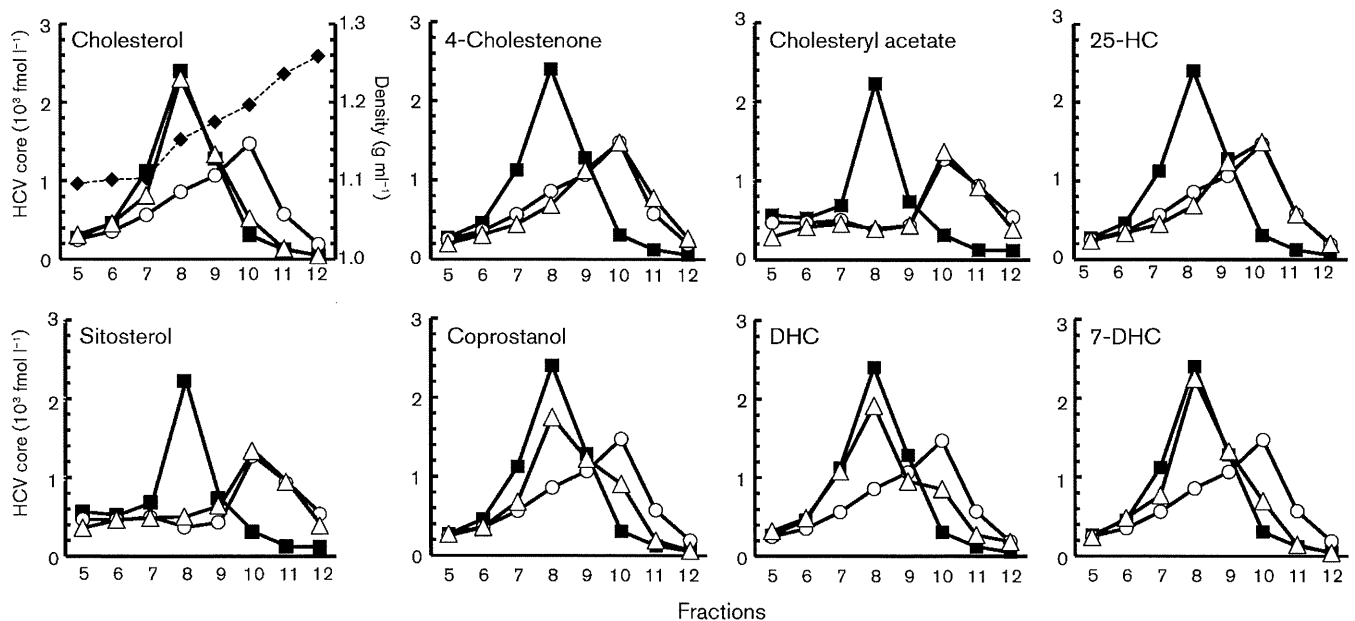 Cholesterol
4-Cholestenone
Cholesteryl acetate
25-HC
HCV core (10³ fmol l⁻¹)
Density (g ml⁻¹)
3
2
1
0
1.3
1.2
1.1
1.0
5 6 7 8 9 10 11 12
3
2
1
0
5 6 7 8 9 10 11 12
3
2
1
0
5 6 7 8 9 10 11 12
3
2
1
0
5 6 7 8 9 10 11 12
Sitosterol
Coprostanol
DHC
7-DHC
HCV core (10³ fmol l⁻¹)
3
2
1
0
5 6 7 8 9 10 11 12
3
2
1
0
5 6 7 8 9 10 11 12
3
2
1
0
5 6 7 8 9 10 11 12
3
2
1
0
5 6 7 8 9 10 11 12
Fractions